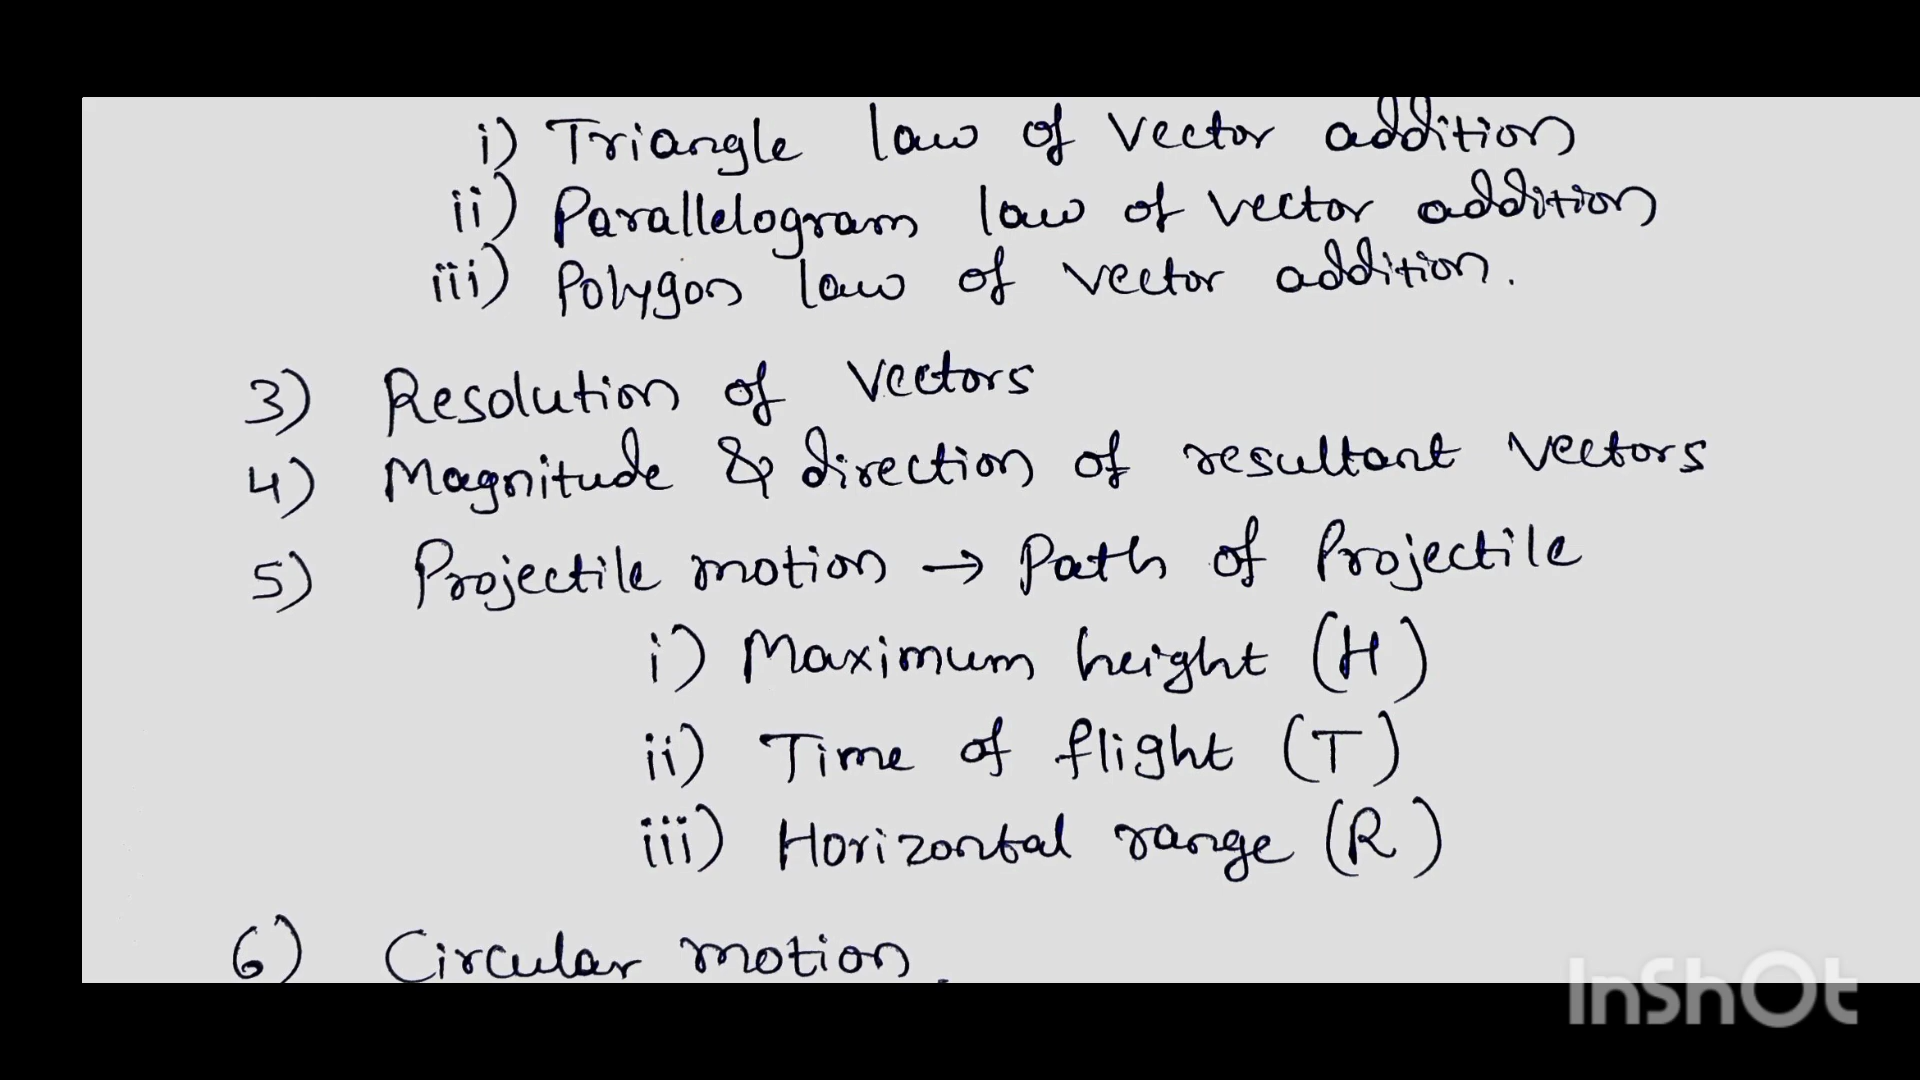 i) Triangle law of vector addition
ii) Parallelogram law of vector addition
iii) Polygon law of vector addition.
3) Resolution of vectors
4) Magnitude & direction of resultant vectors
5) Projectile motion → Path of Projectile
i) Maximum height (H)
ii) Time of flight (T)
iii) Horizontal range (R)
6) Circular motion.
InShOt